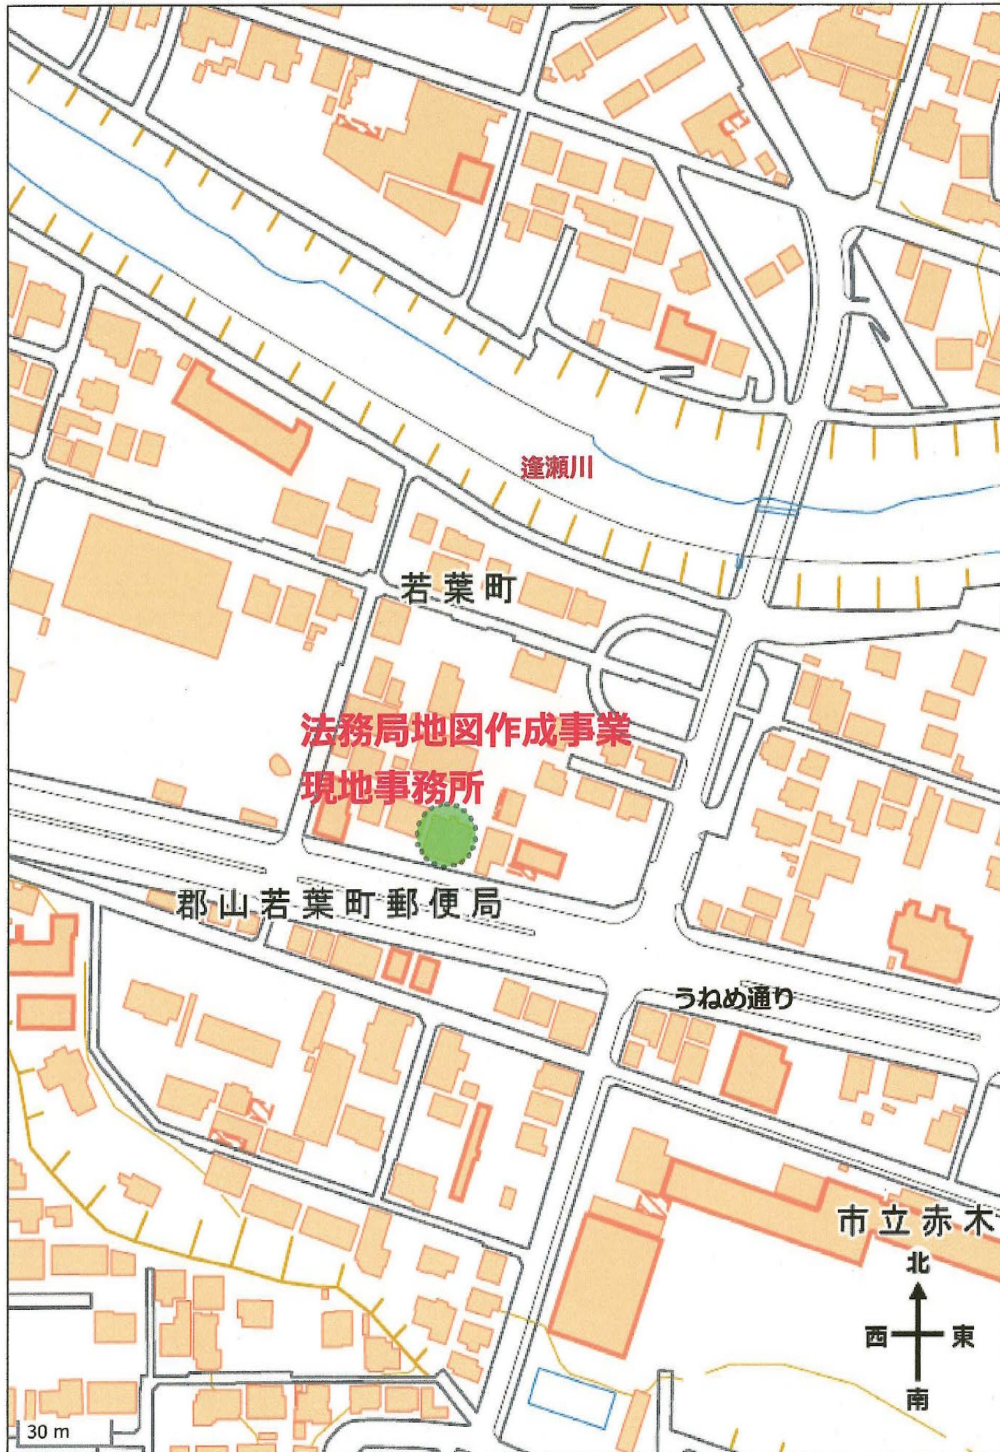 逢瀬川
若葉町
法務局地図作成事業
現地事務所
郡山若葉町郵便局
うねめ通り
市立赤木
北
西 東
南
30 m